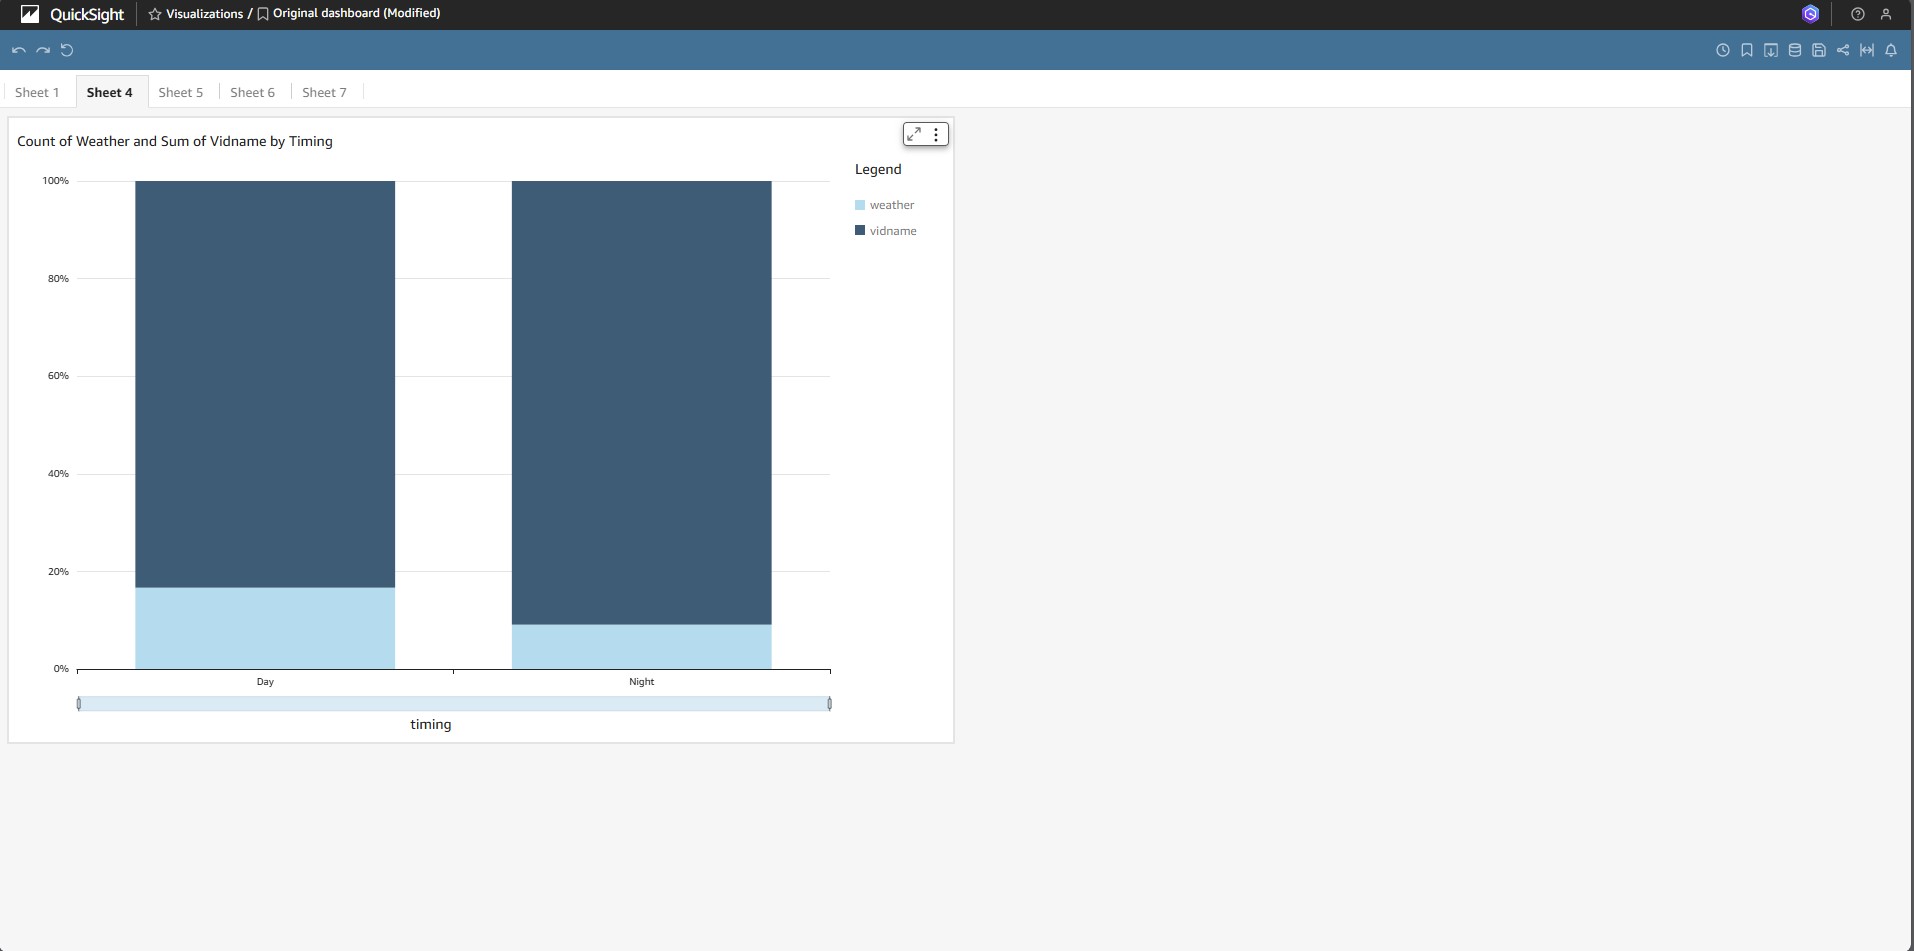 QuickSight
Visualizations / Original dashboard (Modified)
Sheet 1
Sheet 4
Sheet 5
Sheet 6
Sheet 7
Count of Weather and Sum of Vidname by Timing
Legend
weather
vidname
100%
80%
60%
40%
20%
0%
Day
Night
timing